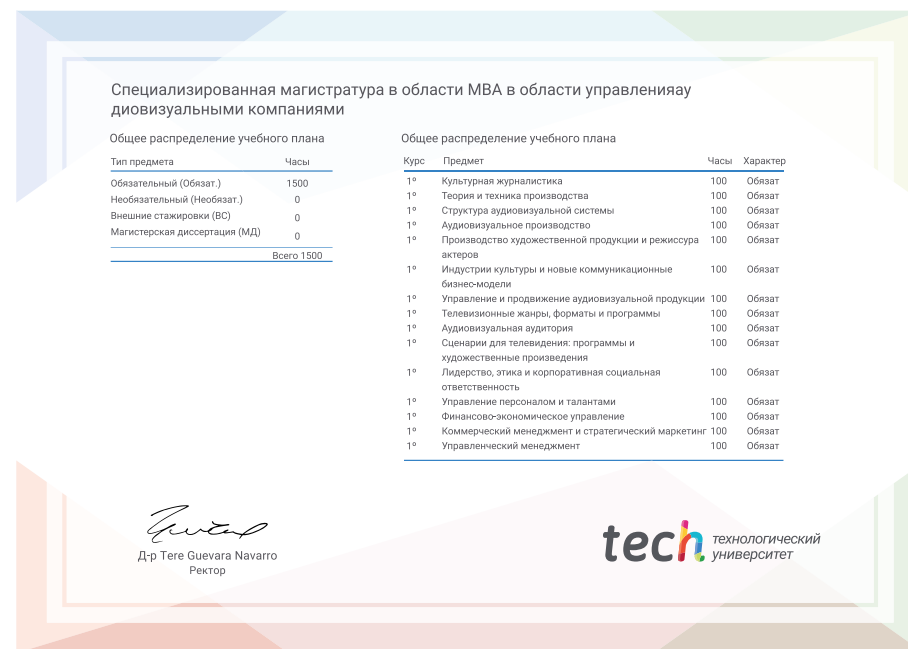 Специализированная магистратура в области MBA в области управленияау
диовизуальными компаниями
Общее распределение учебного плана
Тип предмета Часы
Обязательный (Обязат.) 1500
Необязательный (Необязат.) 0
Внешние стажировки (ВС) 0
Магистерская диссертация (МД) 0
Всего 1500
Общее распределение учебного плана
Курс Предмет Часы Характер
1º Культурная журналистика 100 Обязат
1º Теория и техника производства 100 Обязат
1º Структура аудиовизуальной системы 100 Обязат
1º Аудиовизуальное производство 100 Обязат
1º Производство художественной продукции и режиссура 100 Обязат
актеров
1º Индустрии культуры и новые коммуникационные 100 Обязат
бизнес-модели
1º Управление и продвижение аудиовизуальной продукции 100 Обязат
1º Телевизионные жанры, форматы и программы 100 Обязат
1º Аудиовизуальная аудитория 100 Обязат
1º Сценарии для телевидения: программы и 100 Обязат
художественные произведения
1º Лидерство, этика и корпоративная социальная 100 Обязат
ответственность
1º Управление персоналом и талантами 100 Обязат
1º Финансово-экономическое управление 100 Обязат
1º Коммерческий менеджмент и стратегический маркетинг 100 Обязат
1º Управленческий менеджмент 100 Обязат
Д-р Tere Guevara Navarro
Ректор
tech технологический
университет